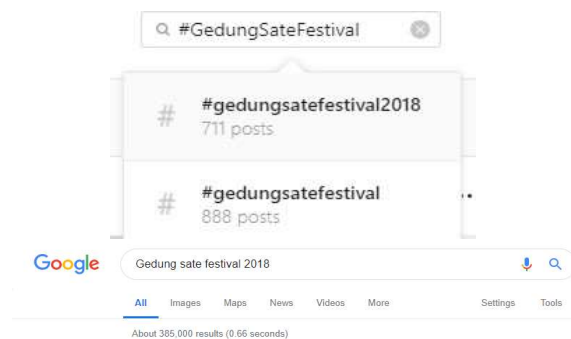 #GedungSateFestival
# #gedungsatefestival2018
711 posts
# #gedungsatefestival
888 posts
Google Gedung sate festival 2018
All Images Maps News Videos More Settings Tools
About 385,000 results (0.66 seconds)